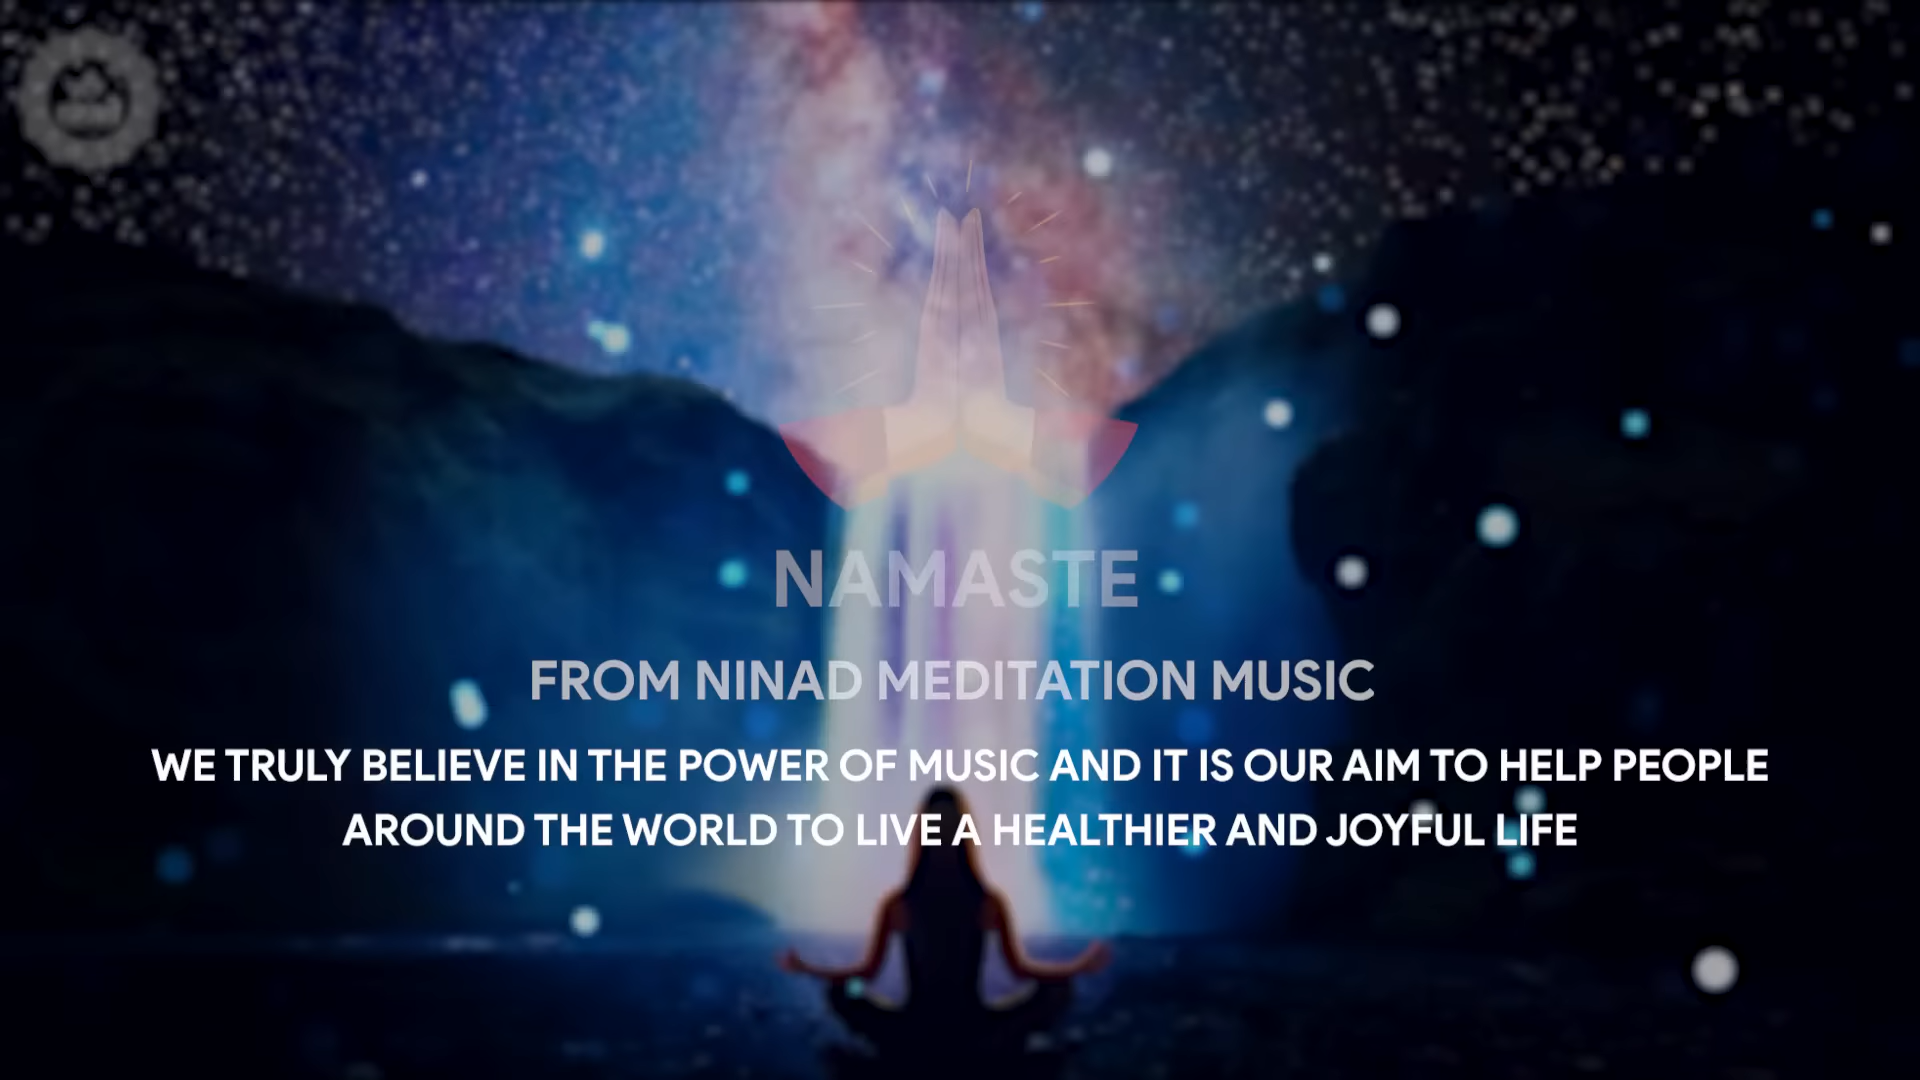 NAMASTE
FROM NINAD MEDITATION MUSIC
WE TRULY BELIEVE IN THE POWER OF MUSIC AND IT IS OUR AIM TO HELP PEOPLE
AROUND THE WORLD TO LIVE A HEALTHIER AND JOYFUL LIFE